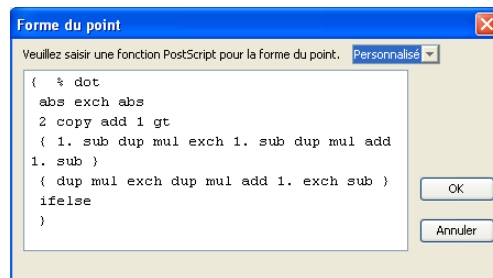 Forme du point
Veuillez saisir une fonction PostScript pour la forme du point. Personnalisé
{ % dot
abs exch abs
2 copy add 1 gt
{ 1. sub dup mul exch 1. sub dup mul add
1. sub }
{ dup mul exch dup mul add 1. exch sub }
ifelse
}
OK
Annuler